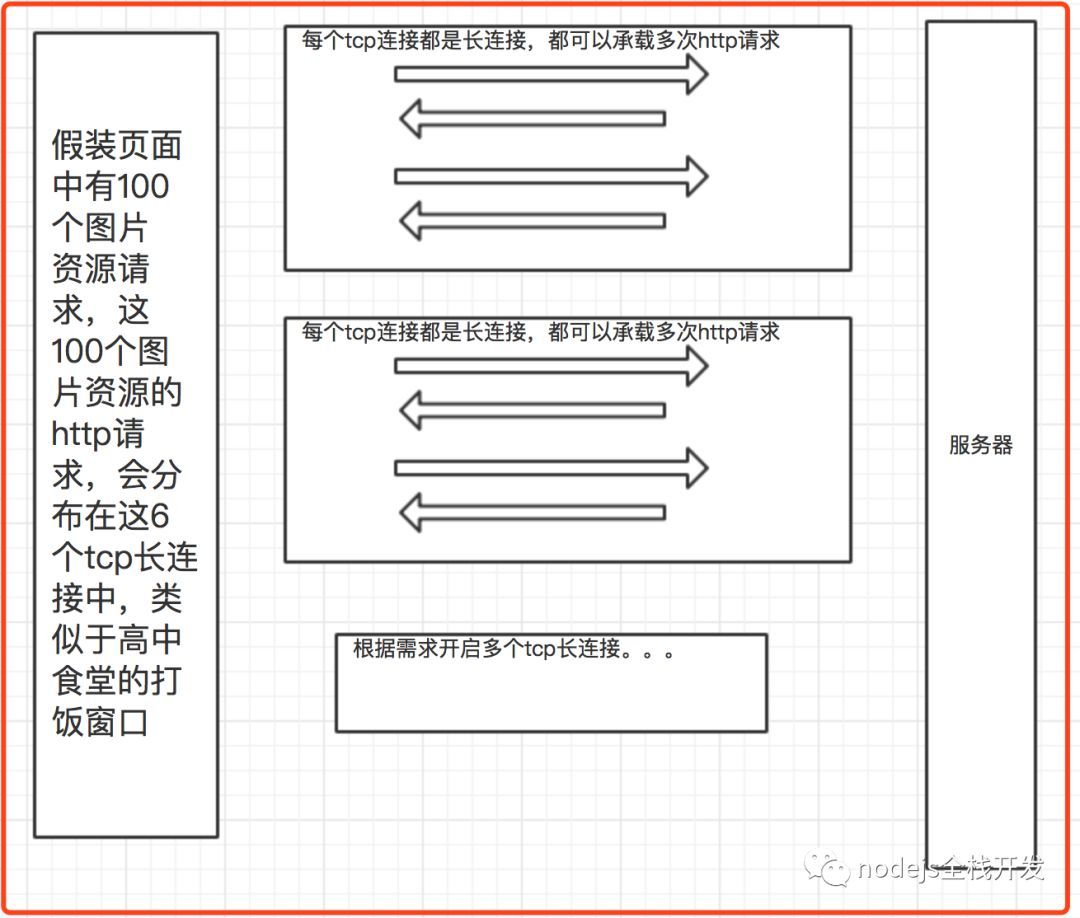 假装页面
中有100
个图片
资源请
求，这
100个图
片资源的
http请
求，会分
布在这6
个tcp长连
接中，类
似于高中
食堂的打
饭窗口
每个tcp连接都是长连接，都可以承载多次http请求
每个tcp连接都是长连接，都可以承载多次http请求
根据需求开启多个tcp长连接。。。
服务器
nodejs全栈开发